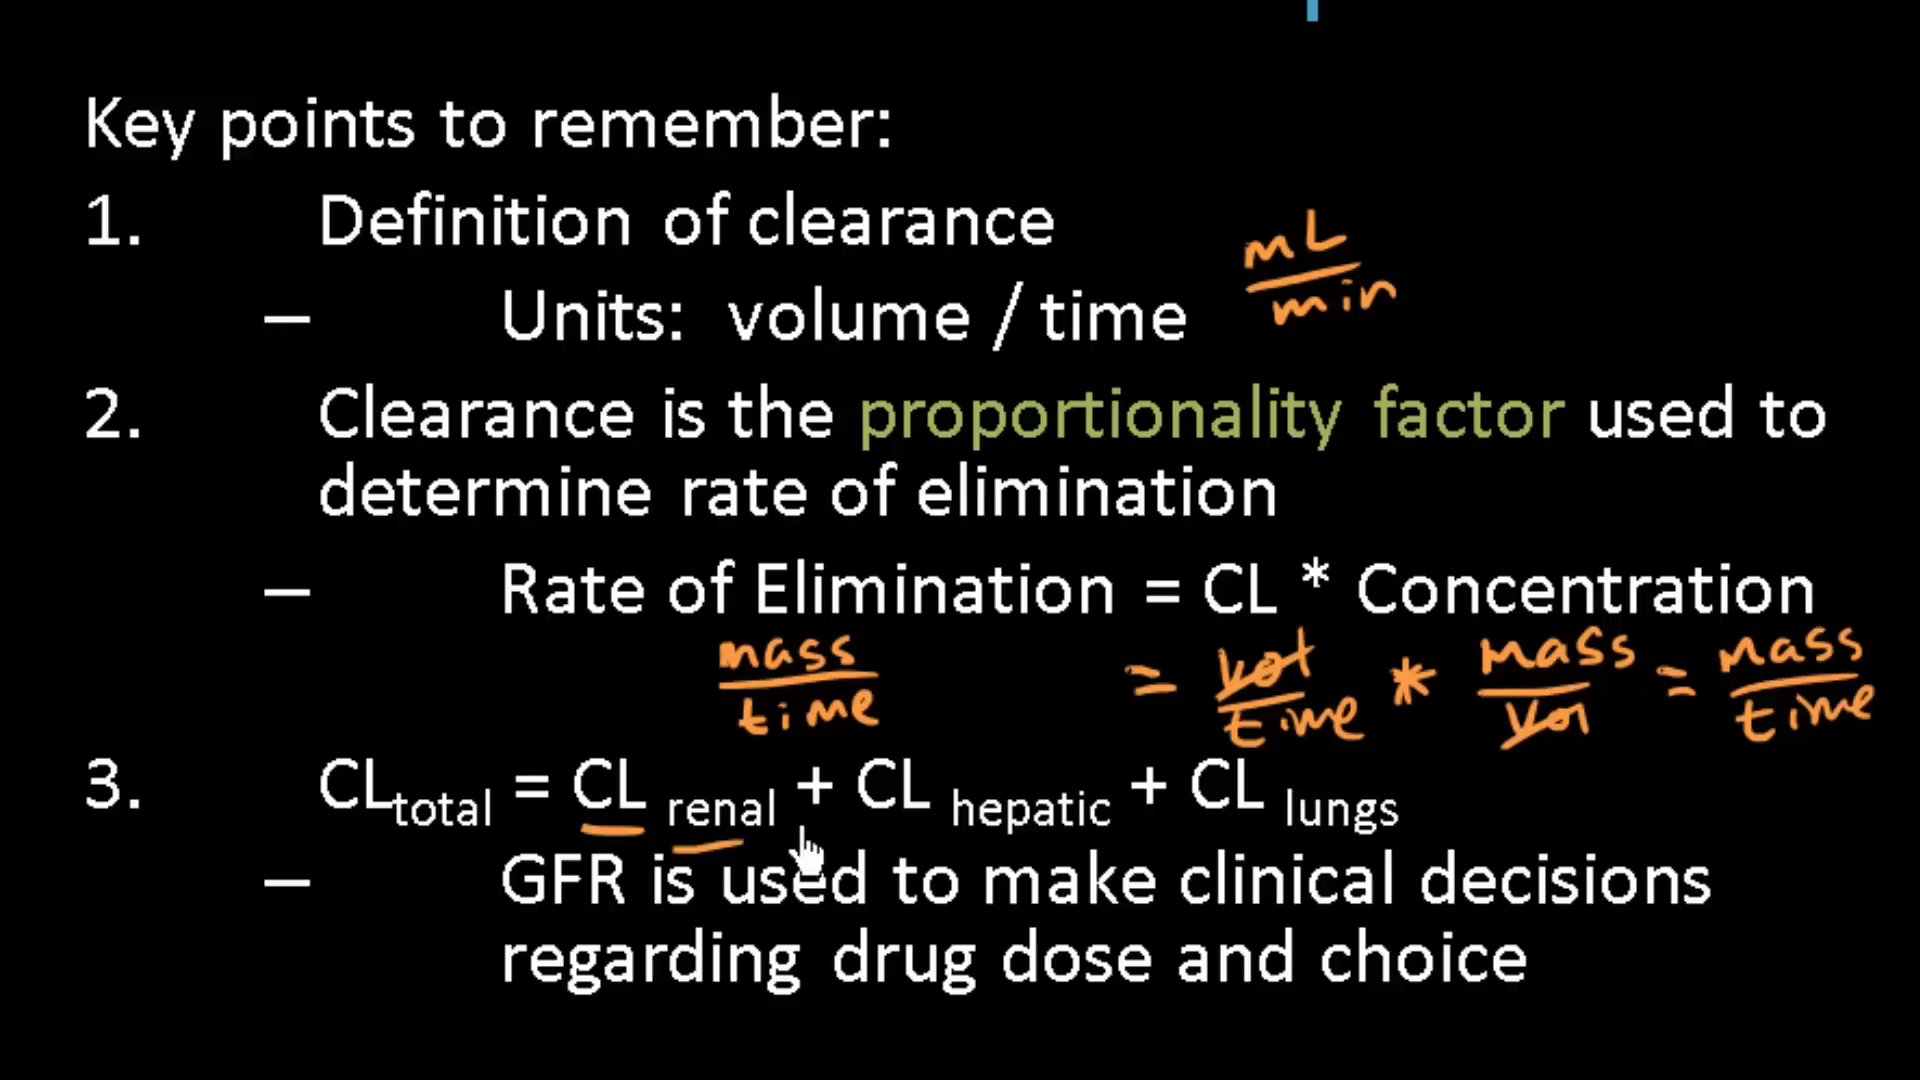 Key points to remember:
1. Definition of clearance
mL
min
– Units: volume / time
2. Clearance is the proportionality factor used to
determine rate of elimination
– Rate of Elimination = CL * Concentration
mass = vol * mass = mass
time time vol time
3. CLtotal = CL renal + CL hepatic + CL lungs
– GFR is used to make clinical decisions
regarding drug dose and choice